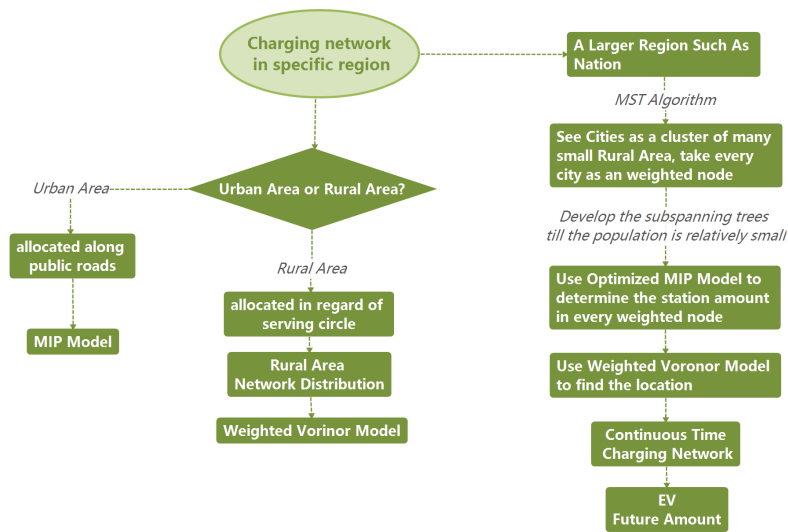 Charging network
in specific region
A Larger Region Such As
Nation
MST Algorithm
See Cities as a cluster of many
small Rural Area, take every
city as an weighted node
Develop the subspanning trees
till the population is relatively small
Use Optimized MIP Model to
determine the station amount
in every weighted node
Use Weighted Voronor Model
to find the location
Continuous Time
Charging Network
EV
Future Amount
Urban Area or Rural Area?
Urban Area
allocated along
public roads
MIP Model
Rural Area
allocated in regard of
serving circle
Rural Area
Network Distribution
Weighted Vorinor Model